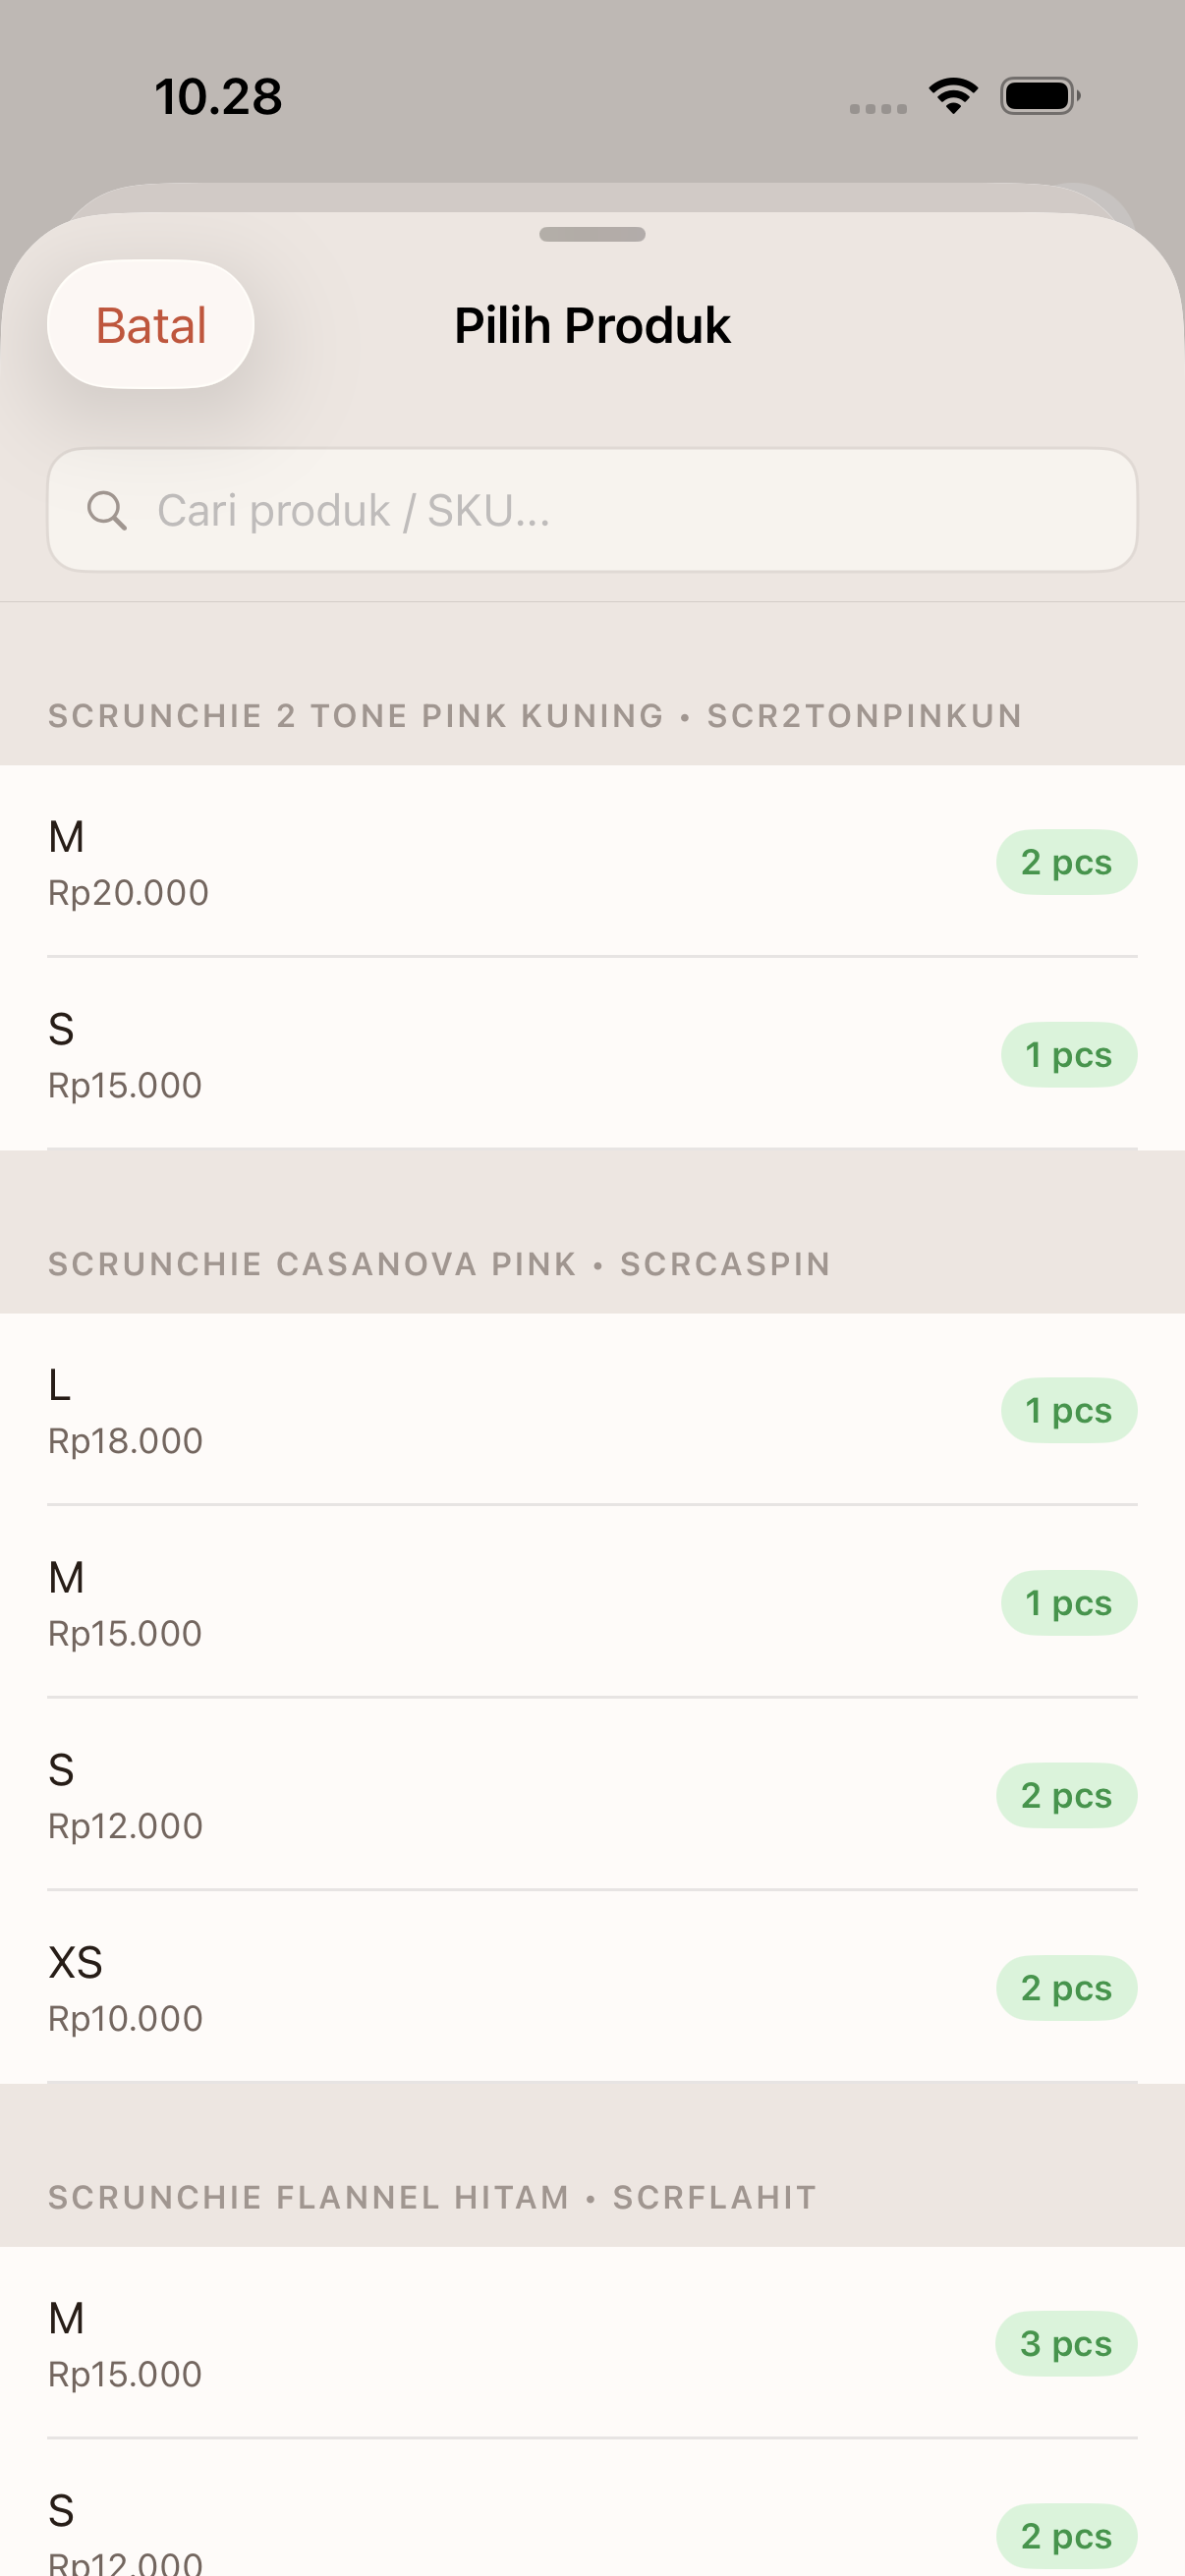 10.28
Batal
Pilih Produk
Cari produk / SKU...
SCRUNCHIE 2 TONE PINK KUNING • SCR2TONPINKUN
M
Rp20.000
2 pcs
S
Rp15.000
1 pcs
SCRUNCHIE CASANOVA PINK • SCRCASPIN
L
Rp18.000
1 pcs
M
Rp15.000
1 pcs
S
Rp12.000
2 pcs
XS
Rp10.000
2 pcs
SCRUNCHIE FLANNEL HITAM • SCRFLAHIT
M
Rp15.000
3 pcs
S
Rp12.000
2 pcs